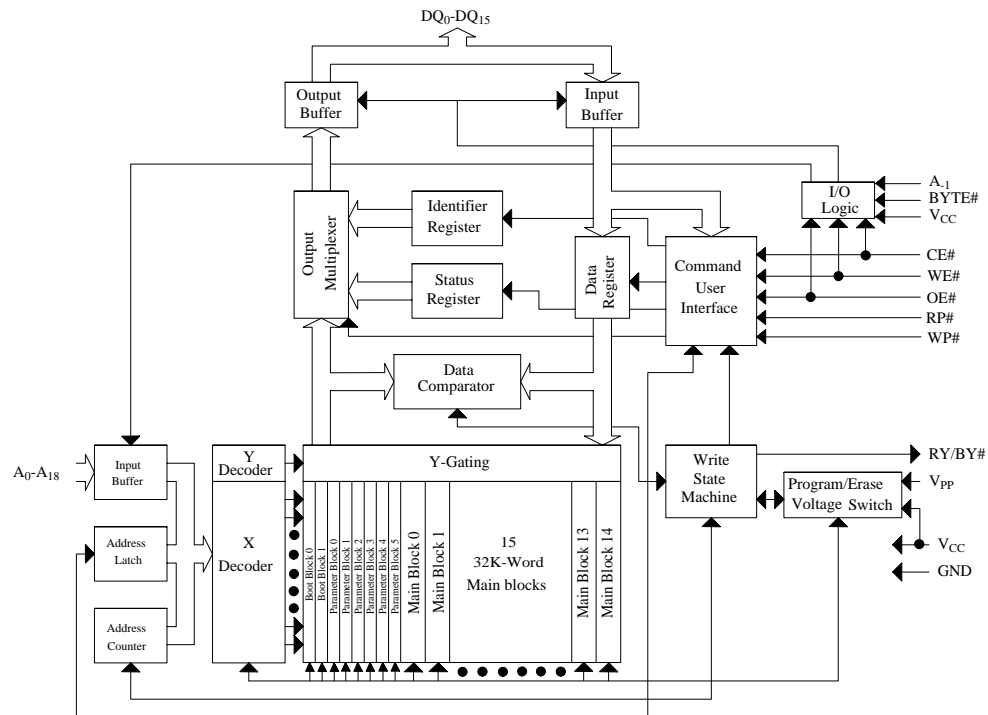 DQ0-DQ15
Output
Buffer
Input
Buffer
I/O
Logic
A-1
BYTE#
VCC
Identifier
Register
Output
Multiplexer
Status
Register
Data
Register
Command
User
Interface
CE#
WE#
OE#
RP#
WP#
Data
Comparator
A0-A18
Input
Buffer
Y
Decoder
Y-Gating
Write
State
Machine
RY/BY#
Program/Erase
Voltage Switch
VPP
VCC
GND
Address
Latch
X
Decoder
Address
Counter
Boot Block 0
Boot Block 1
Parameter Block 0
Parameter Block 1
Parameter Block 2
Parameter Block 3
Parameter Block 4
Parameter Block 5
Main Block 0
Main Block 1
15
32K-Word
Main blocks
Main Block 13
Main Block 14